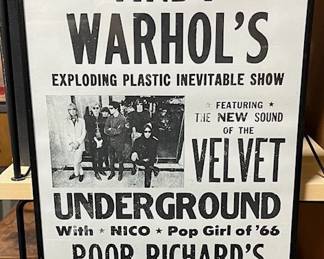 WARHOL'S
EXPLODING PLASTIC INEVITABLE SHOW
★ FEATURING ★
THE NEW SOUND
OF THE
VELVET
UNDERGROUND
With ★ NICO ★ Pop Girl of '66
POOR RICHARD'S